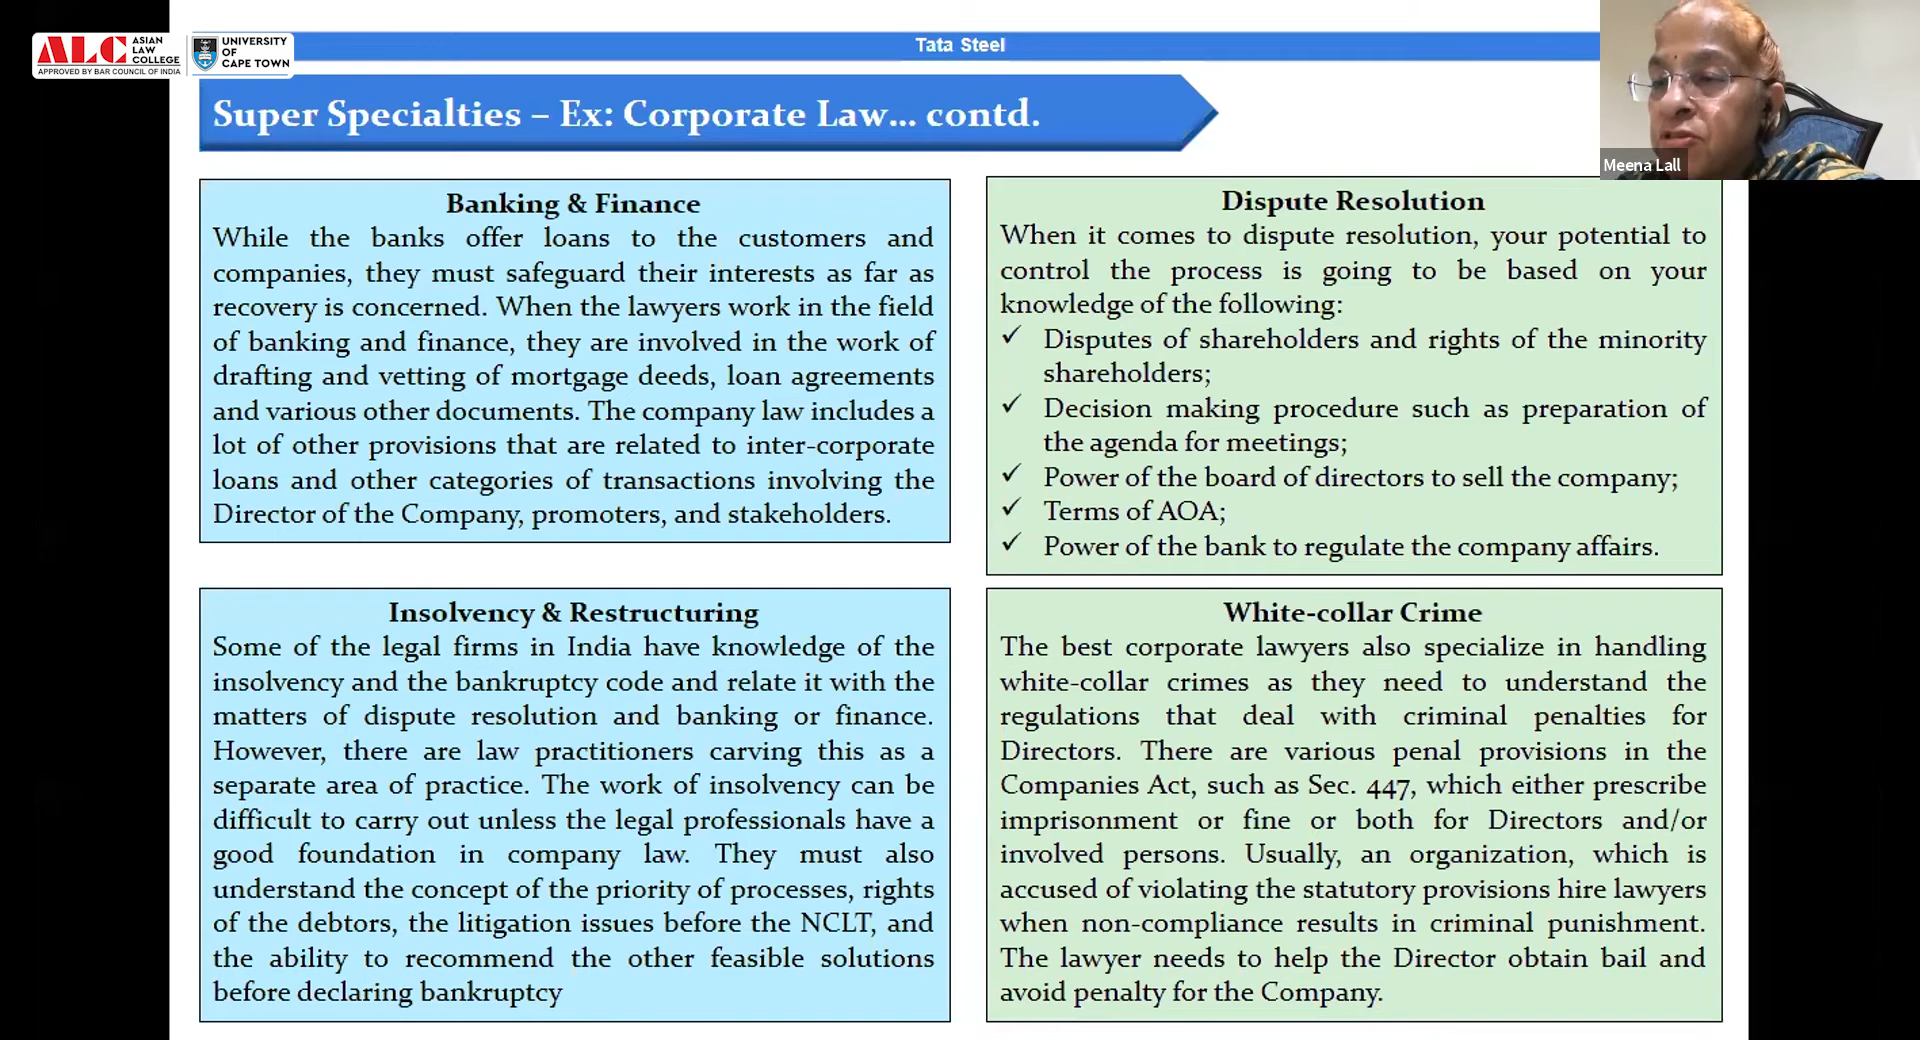 ALC ASIAN
LAW
COLLEGE
APPROVED BY BAR COUNCIL OF INDIA
UNIVERSITY
OF
CAPE TOWN
Tata Steel
Meena Lall
Super Specialties – Ex: Corporate Law… contd.
Banking & Finance
While the banks offer loans to the customers and
companies, they must safeguard their interests as far as
recovery is concerned. When the lawyers work in the field
of banking and finance, they are involved in the work of
drafting and vetting of mortgage deeds, loan agreements
and various other documents. The company law includes a
lot of other provisions that are related to inter-corporate
loans and other categories of transactions involving the
Director of the Company, promoters, and stakeholders.
Dispute Resolution
When it comes to dispute resolution, your potential to
control the process is going to be based on your
knowledge of the following:
✓ Disputes of shareholders and rights of the minority
shareholders;
✓ Decision making procedure such as preparation of
the agenda for meetings;
✓ Power of the board of directors to sell the company;
✓ Terms of AOA;
✓ Power of the bank to regulate the company affairs.
Insolvency & Restructuring
Some of the legal firms in India have knowledge of the
insolvency and the bankruptcy code and relate it with the
matters of dispute resolution and banking or finance.
However, there are law practitioners carving this as a
separate area of practice. The work of insolvency can be
difficult to carry out unless the legal professionals have a
good foundation in company law. They must also
understand the concept of the priority of processes, rights
of the debtors, the litigation issues before the NCLT, and
the ability to recommend the other feasible solutions
before declaring bankruptcy
White-collar Crime
The best corporate lawyers also specialize in handling
white-collar crimes as they need to understand the
regulations that deal with criminal penalties for
Directors. There are various penal provisions in the
Companies Act, such as Sec. 447, which either prescribe
imprisonment or fine or both for Directors and/or
involved persons. Usually, an organization, which is
accused of violating the statutory provisions hire lawyers
when non-compliance results in criminal punishment.
The lawyer needs to help the Director obtain bail and
avoid penalty for the Company.